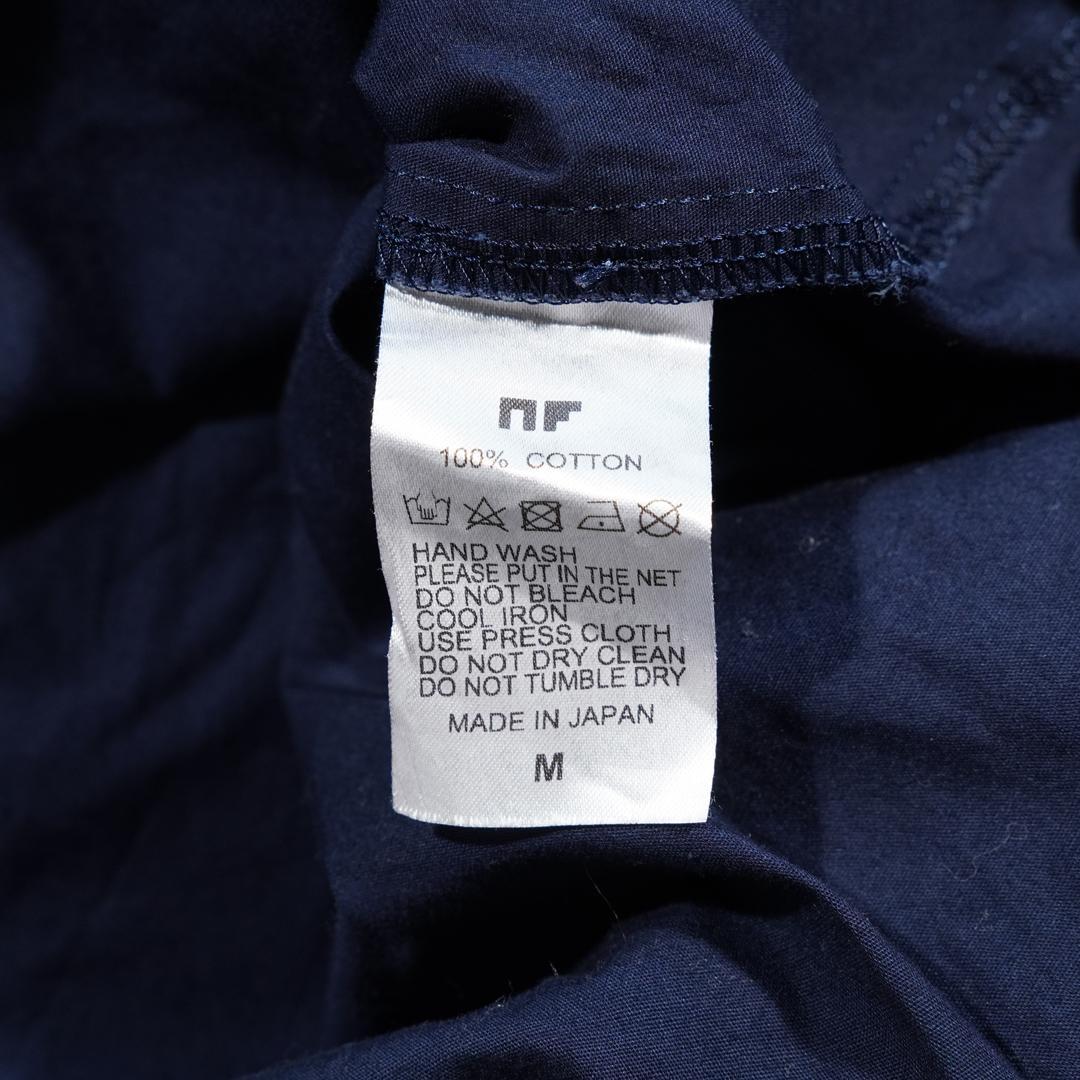 NF
100% COTTON
HAND WASH
PLEASE PUT IN THE NET
DO NOT BLEACH
COOL IRON
USE PRESS CLOTH
DO NOT DRY CLEAN
DO NOT TUMBLE DRY
MADE IN JAPAN
M